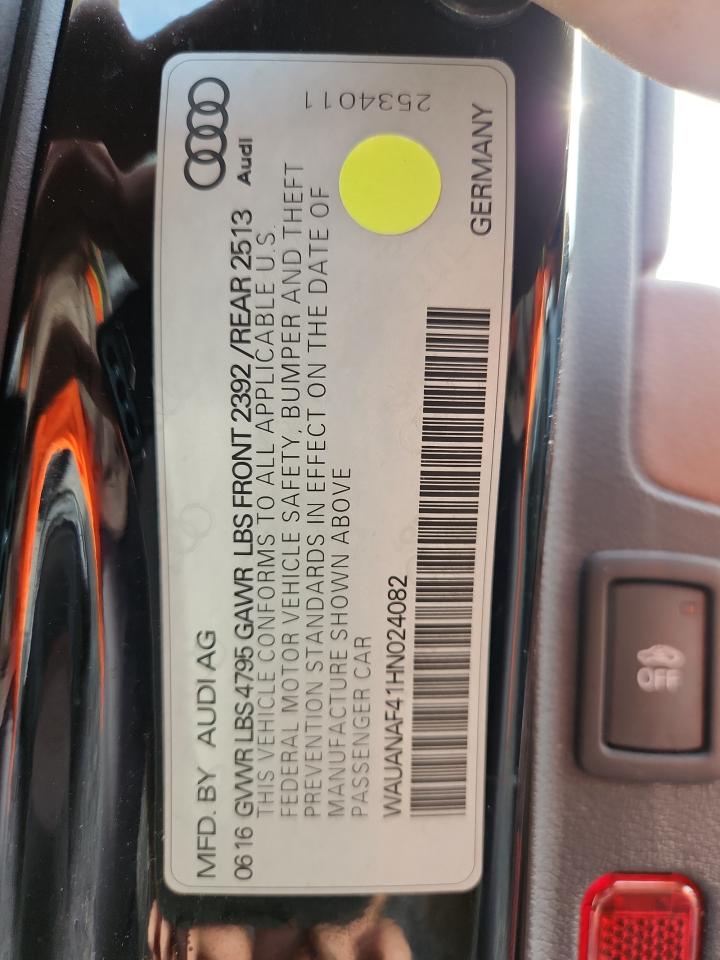 MFD. BY AUDI AG
Audi
0616 GVWR LBS 4795 GAWR LBS FRONT 2392 /REAR 2513
THIS VEHICLE CONFORMS TO ALL APPLICABLE U.S.
FEDERAL MOTOR VEHICLE SAFETY, BUMPER AND THEFT
PREVENTION STANDARDS IN EFFECT ON THE DATE OF
MANUFACTURE SHOWN ABOVE
PASSENGER CAR
2534011
WAUANAF41HN024082
GERMANY
OFF